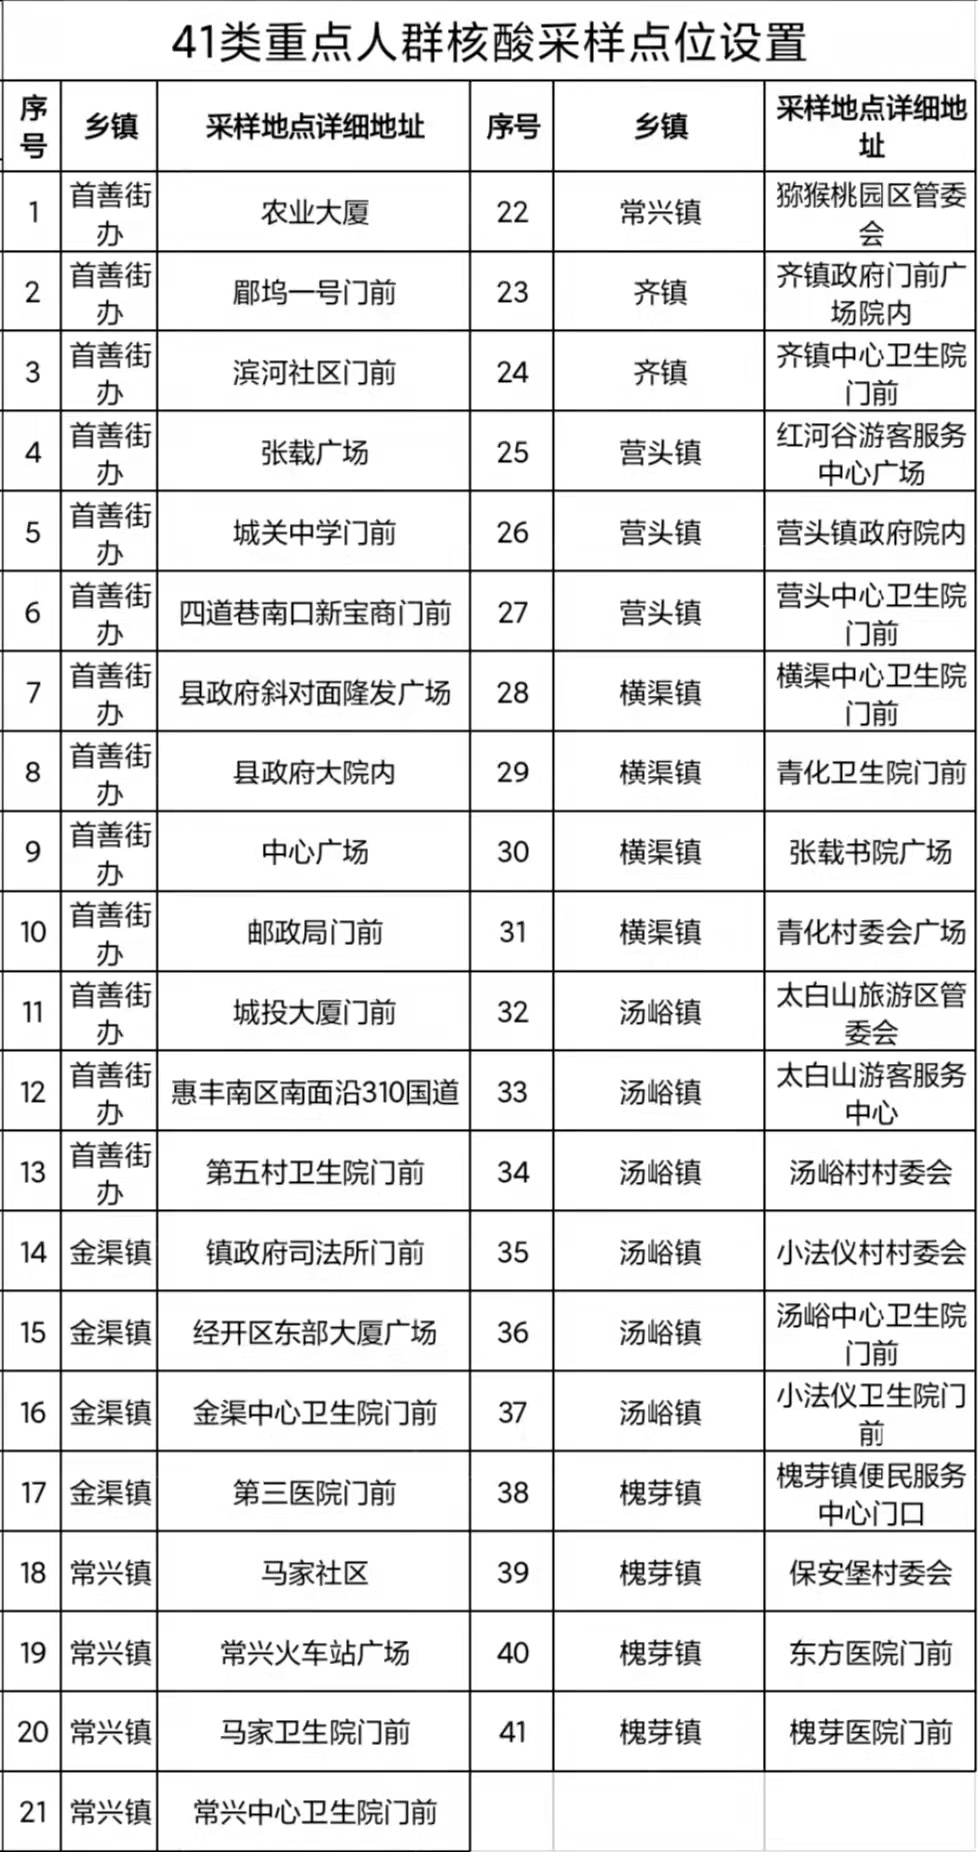 41类重点人群核酸采样点位设置
序号 乡镇 采样地点详细地址 序号 乡镇 采样地点详细地址
1 首善街办 农业大厦 22 常兴镇 猕猴桃园区管委会
2 首善街办 郿坞一号门前 23 齐镇 齐镇政府门前广场院内
3 首善街办 滨河社区门前 24 齐镇 齐镇中心卫生院门前
4 首善街办 张载广场 25 营头镇 红河谷游客服务中心广场
5 首善街办 城关中学门前 26 营头镇 营头镇政府院内
6 首善街办 四道巷南口新宝商门前 27 营头镇 营头中心卫生院门前
7 首善街办 县政府斜对面隆发广场 28 横渠镇 横渠中心卫生院门前
8 首善街办 县政府大院内 29 横渠镇 青化卫生院门前
9 首善街办 中心广场 30 横渠镇 张载书院广场
10 首善街办 邮政局门前 31 横渠镇 青化村委会广场
11 首善街办 城投大厦门前 32 汤峪镇 太白山旅游区管委会
12 首善街办 惠丰南区南面沿310国道 33 汤峪镇 太白山游客服务中心
13 首善街办 第五村卫生院门前 34 汤峪镇 汤峪村村委会
14 金渠镇 镇政府司法所门前 35 汤峪镇 小法仪村村委会
15 金渠镇 经开区东部大厦广场 36 汤峪镇 汤峪中心卫生院门前
16 金渠镇 金渠中心卫生院门前 37 汤峪镇 小法仪卫生院门前
17 金渠镇 第三医院门前 38 槐芽镇 槐芽镇便民服务中心门口
18 常兴镇 马家社区 39 槐芽镇 保安堡村委会
19 常兴镇 常兴火车站广场 40 槐芽镇 东方医院门前
20 常兴镇 马家卫生院门前 41 槐芽镇 槐芽医院门前
21 常兴镇 常兴中心卫生院门前